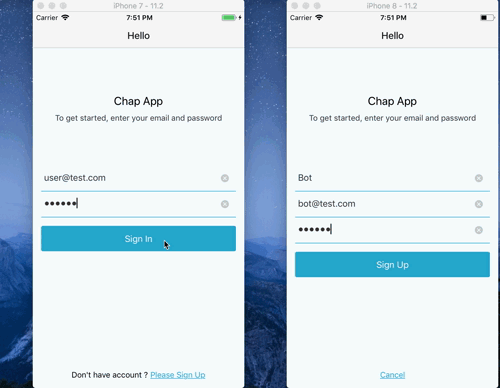 iPhone 7 - 11.2
Carrier 7:51 PM
Hello
Chap App
To get started, enter your email and password
user@test.com
●●●●●●
Sign In
Don't have account ? Please Sign Up
iPhone 8 - 11.2
Carrier 7:51 PM
Hello
Chap App
To get started, enter your email and password
Bot
bot@test.com
●●●●●●
Sign Up
Cancel